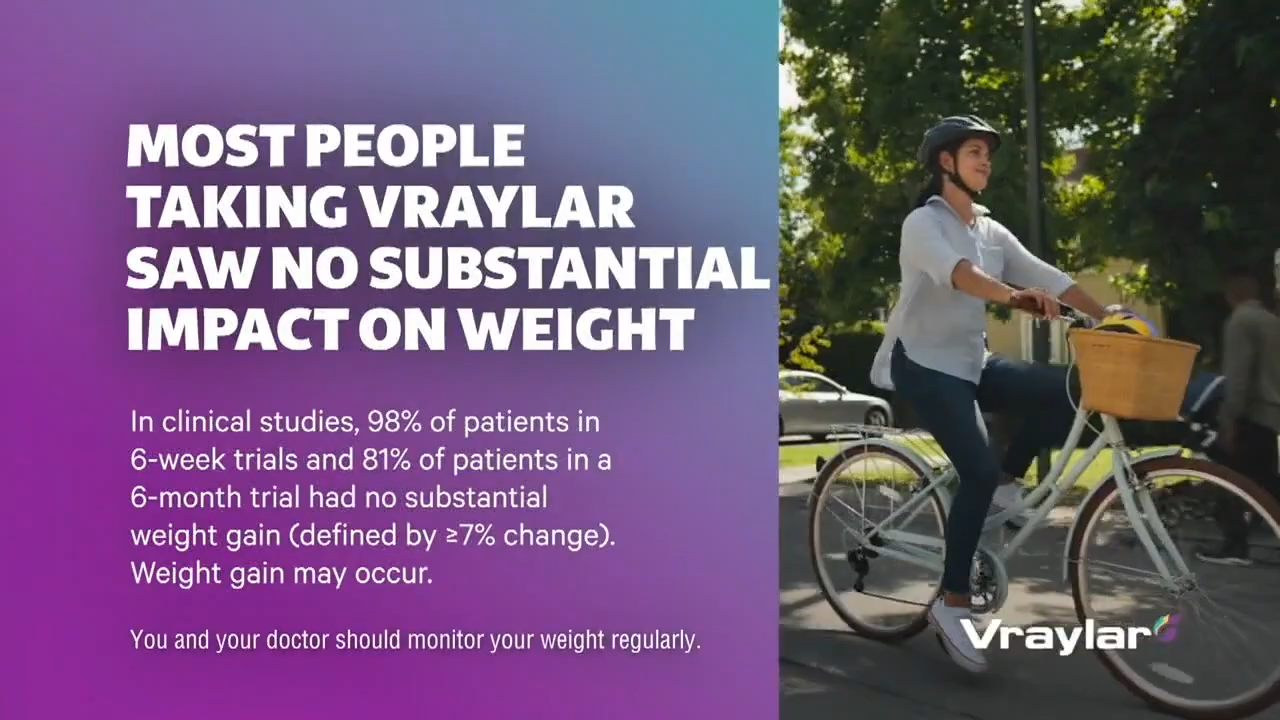 MOST PEOPLE
TAKING VRAYLAR
SAW NO SUBSTANTIAL
IMPACT ON WEIGHT
In clinical studies, 98% of patients in
6-week trials and 81% of patients in a
6-month trial had no substantial
weight gain (defined by ≥7% change).
Weight gain may occur.
You and your doctor should monitor your weight regularly.
Vraylar